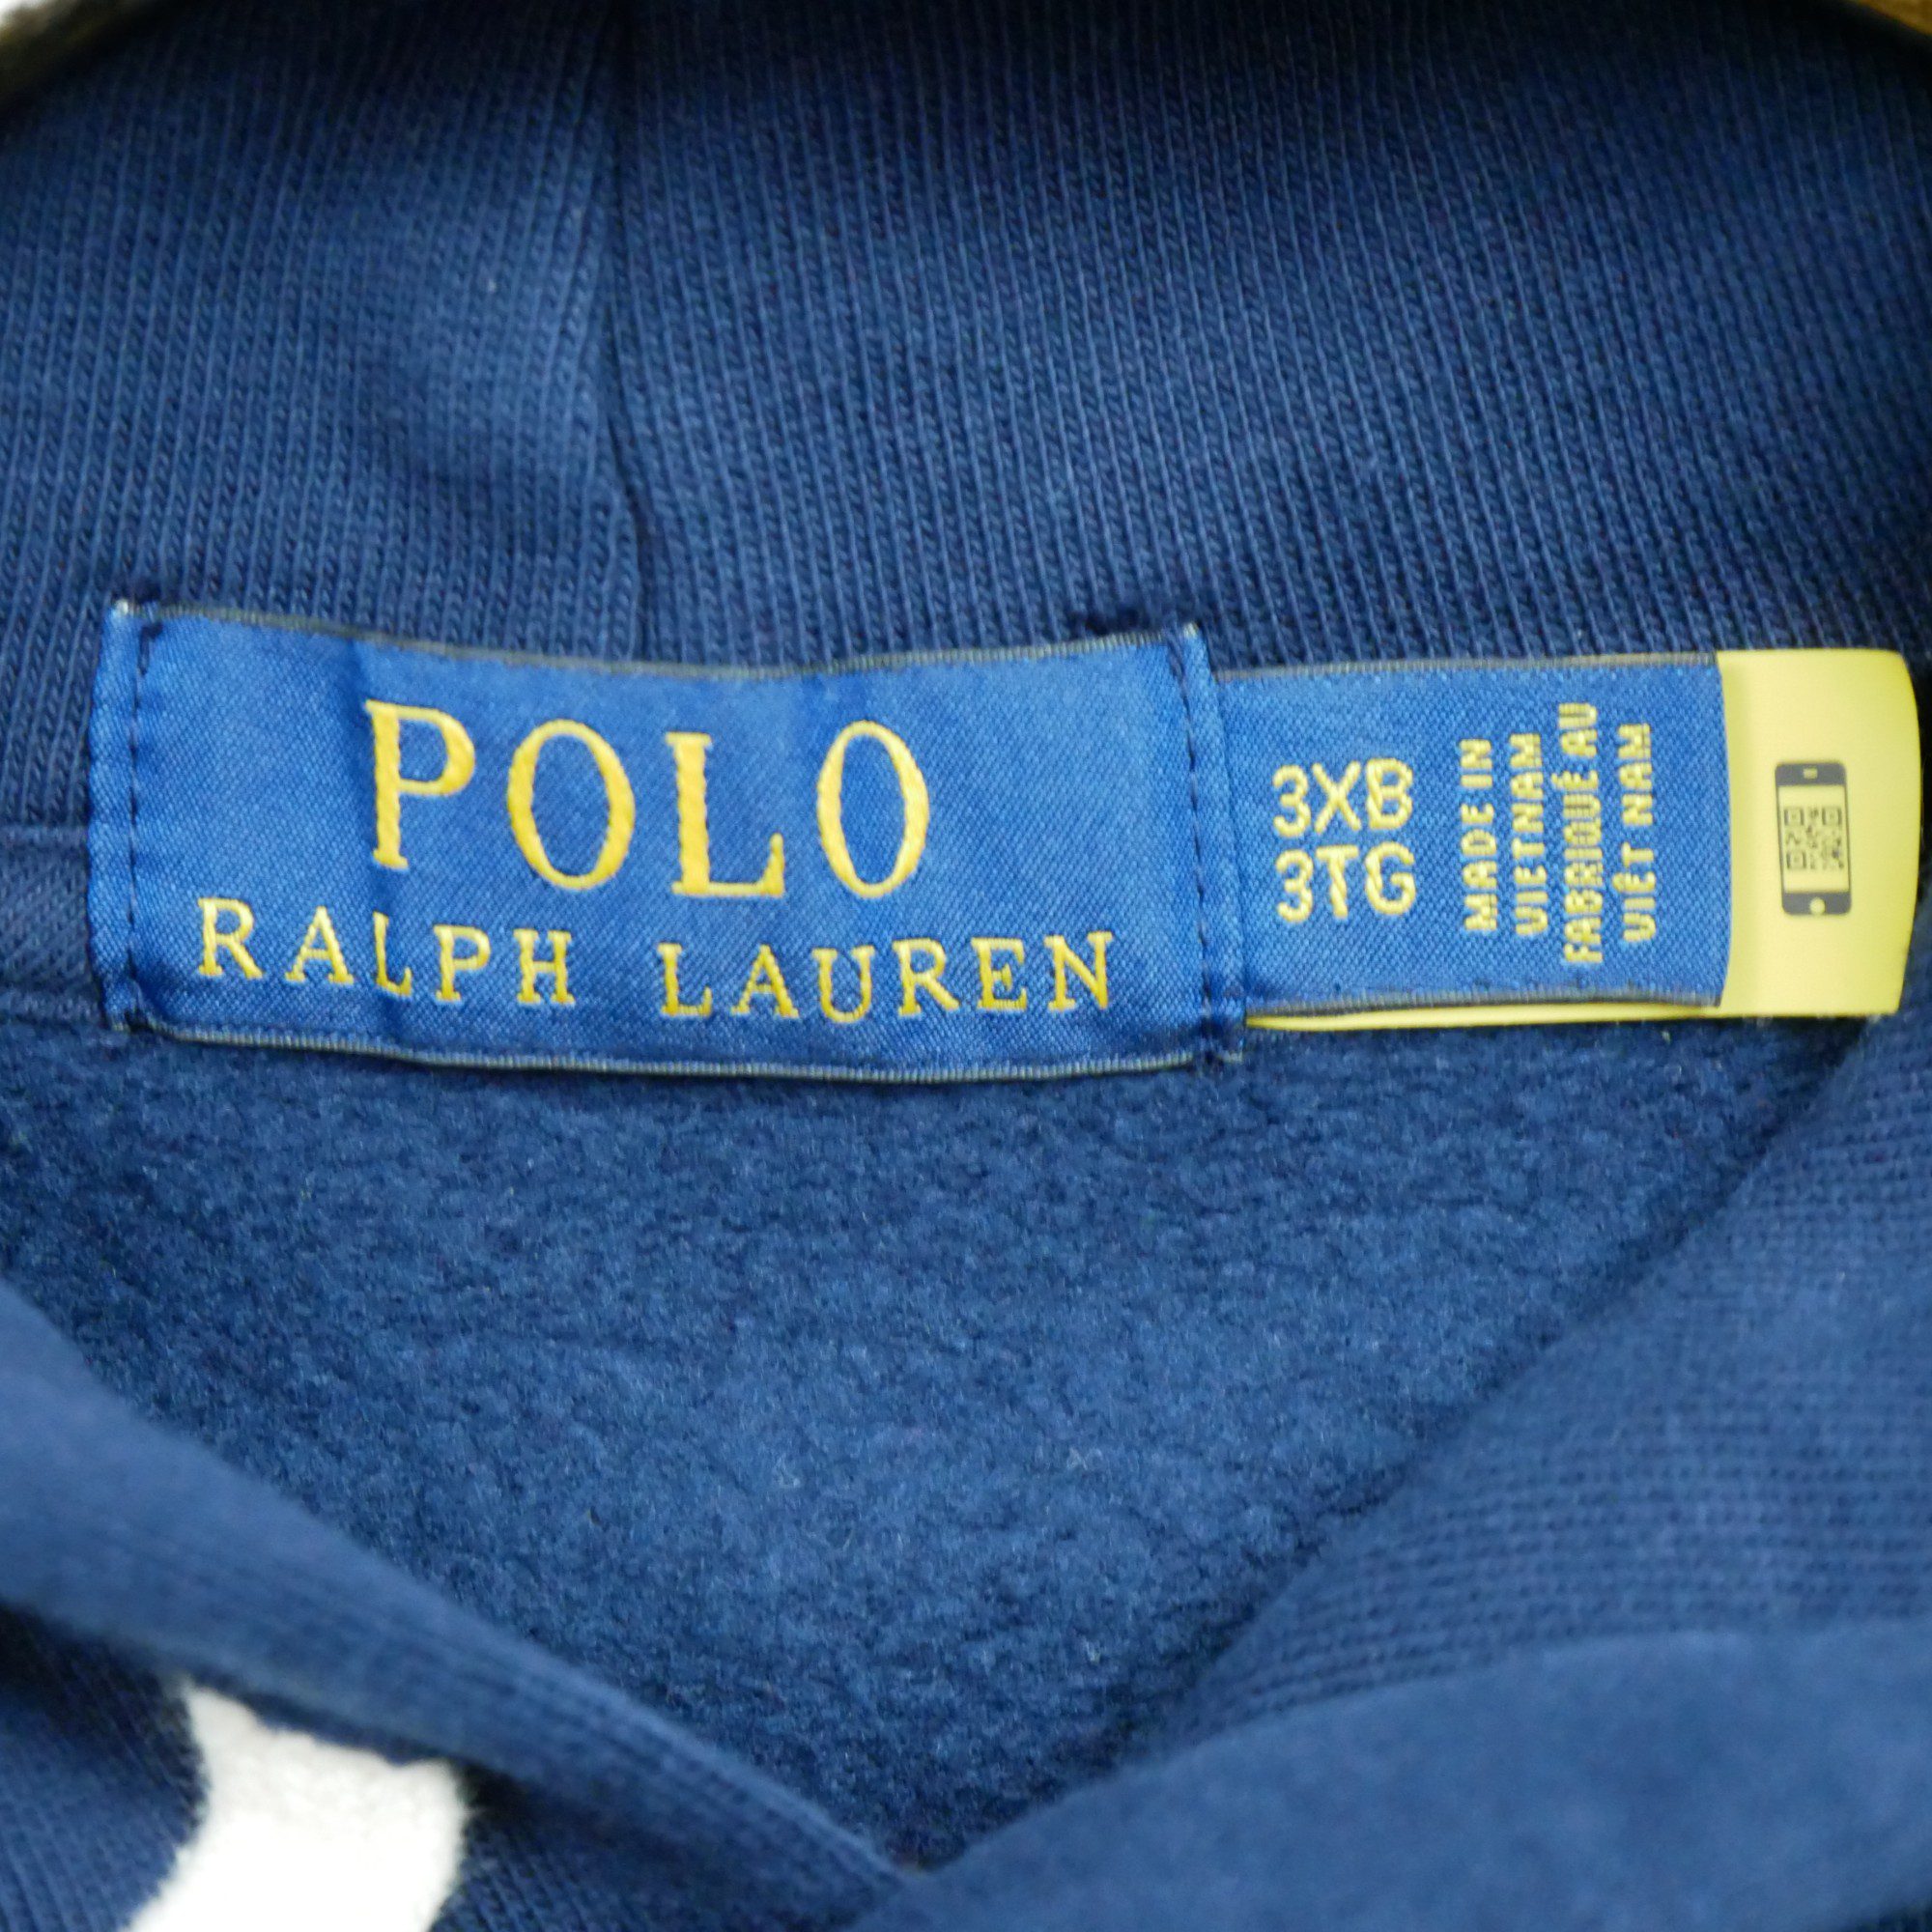 POLO
RALPH LAUREN
3XB
3TG
MADE IN
VIETNAM
FABRIQUÉ AU
VIÊT NAM